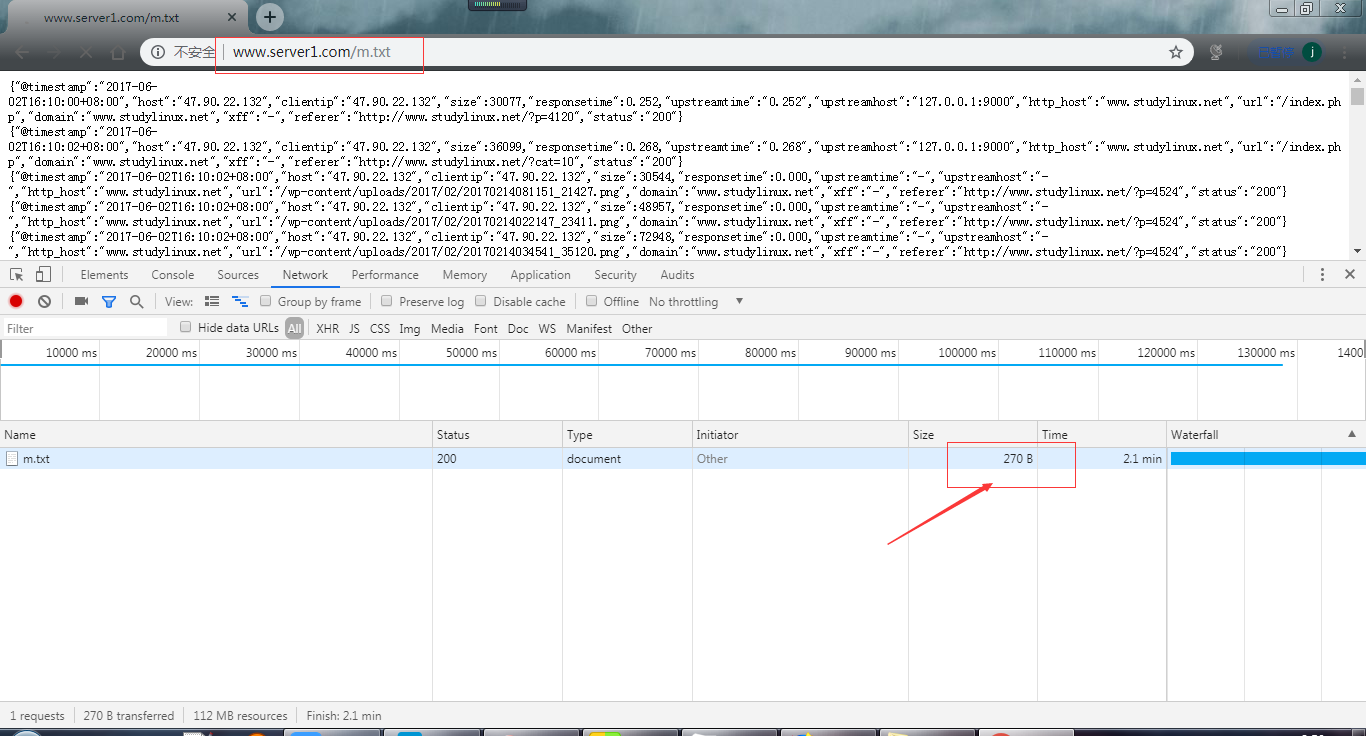 www.server1.com/m.txt
不安全 www.server1.com/m.txt j
{"@timestamp":"2017-06-
02T16:10:00+08:00","host":"47.90.22.132","clientip":"47.90.22.132","size":30077,"responsetime":0.252,"upstreamtime":"0.252","upstreamhost":"127.0.0.1:9000","http_host":"www.studylinux.net","url":"/index.ph
p","domain":"www.studylinux.net","xff":"-","referer":"http://www.studylinux.net/?p=4120","status":"200"}
{"@timestamp":"2017-06-
02T16:10:02+08:00","host":"47.90.22.132","clientip":"47.90.22.132","size":36099,"responsetime":0.268,"upstreamtime":"0.268","upstreamhost":"127.0.0.1:9000","http_host":"www.studylinux.net","url":"/index.ph
p","domain":"www.studylinux.net","xff":"-","referer":"http://www.studylinux.net/?cat=10","status":"200"}
{"@timestamp":"2017-06-02T16:10:02+08:00","host":"47.90.22.132","clientip":"47.90.22.132","size":30544,"responsetime":0.000,"upstreamtime":"-","upstreamhost":"-
","http_host":"www.studylinux.net","url":"/wp-content/uploads/2017/02/20170214081151_21427.png","domain":"www.studylinux.net","xff":"-","referer":"http://www.studylinux.net/?p=4524","status":"200"}
{"@timestamp":"2017-06-02T16:10:02+08:00","host":"47.90.22.132","clientip":"47.90.22.132","size":48957,"responsetime":0.000,"upstreamtime":"-","upstreamhost":"-
","http_host":"www.studylinux.net","url":"/wp-content/uploads/2017/02/20170214022147_23411.png","domain":"www.studylinux.net","xff":"-","referer":"http://www.studylinux.net/?p=4524","status":"200"}
{"@timestamp":"2017-06-02T16:10:02+08:00","host":"47.90.22.132","clientip":"47.90.22.132","size":72948,"responsetime":0.000,"upstreamtime":"-","upstreamhost":"-
","http_host":"www.studylinux.net","url":"/wp-content/uploads/2017/02/20170214034541_35120.png","domain":"www.studylinux.net","xff":"-","referer":"http://www.studylinux.net/?p=4524","status":"200"}
Elements Console Sources Network Performance Memory Application Security Audits
View: Group by frame Preserve log Disable cache Offline No throttling
Filter Hide data URLs All XHR JS CSS Img Media Font Doc WS Manifest Other
10000 ms 20000 ms 30000 ms 40000 ms 50000 ms 60000 ms 70000 ms 80000 ms 90000 ms 100000 ms 110000 ms 120000 ms 130000 ms 1400
Name Status Type Initiator Size Time Waterfall
m.txt 200 document Other 270 B 2.1 min
1 requests 270 B transferred 112 MB resources Finish: 2.1 min